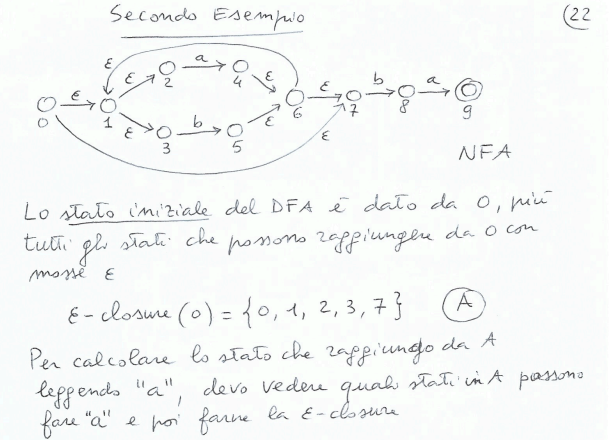 Secondo Esempio (22
ε ε a ε
2 4
ε ε ε b a
0 1 6 7 8 9
ε b ε
3 5 ε
NFA
Lo stato iniziale del DFA è dato da 0, più
tutti gli stati che possono raggiungere da 0 con
mosse ε
ε-closure (0) = {0, 1, 2, 3, 7} A
Per calcolare lo stato che raggiungo da A
leggendo "a", devo vedere quali stati in A possono
fare "a" e poi farne la ε-closure